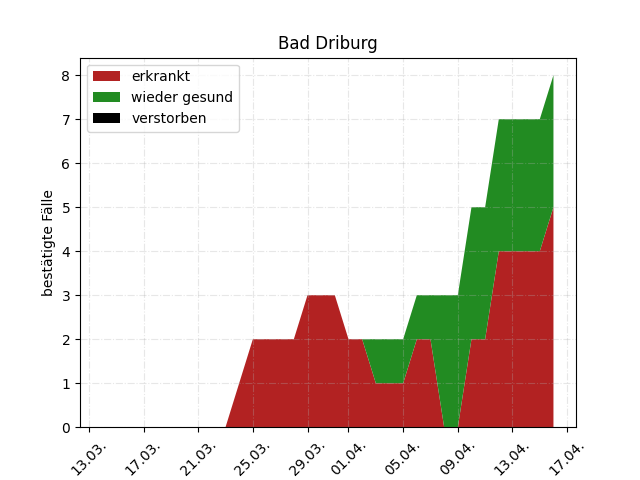 Bad Driburg
erkrankt
wieder gesund
verstorben
bestätigte Fälle
8
7
6
5
4
3
2
1
0
13.03. 17.03. 21.03. 25.03. 29.03. 01.04. 05.04. 09.04. 13.04. 17.04.